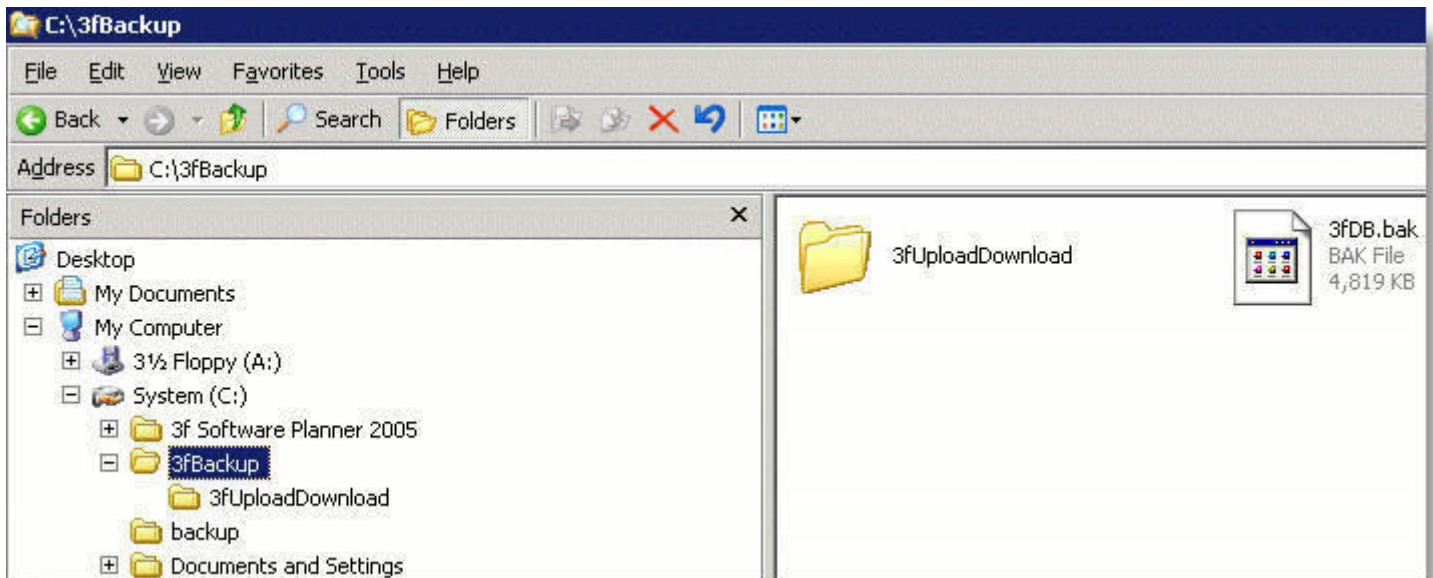 C:\3fBackup
File Edit View Favorites Tools Help
Back Search Folders
Address C:\3fBackup
Folders
Desktop
My Documents
My Computer
3½ Floppy (A:)
System (C:)
3f Software Planner 2005
3fBackup
3fUploadDownload
backup
Documents and Settings
3fUploadDownload
3fDB.bak
BAK File
4,819 KB